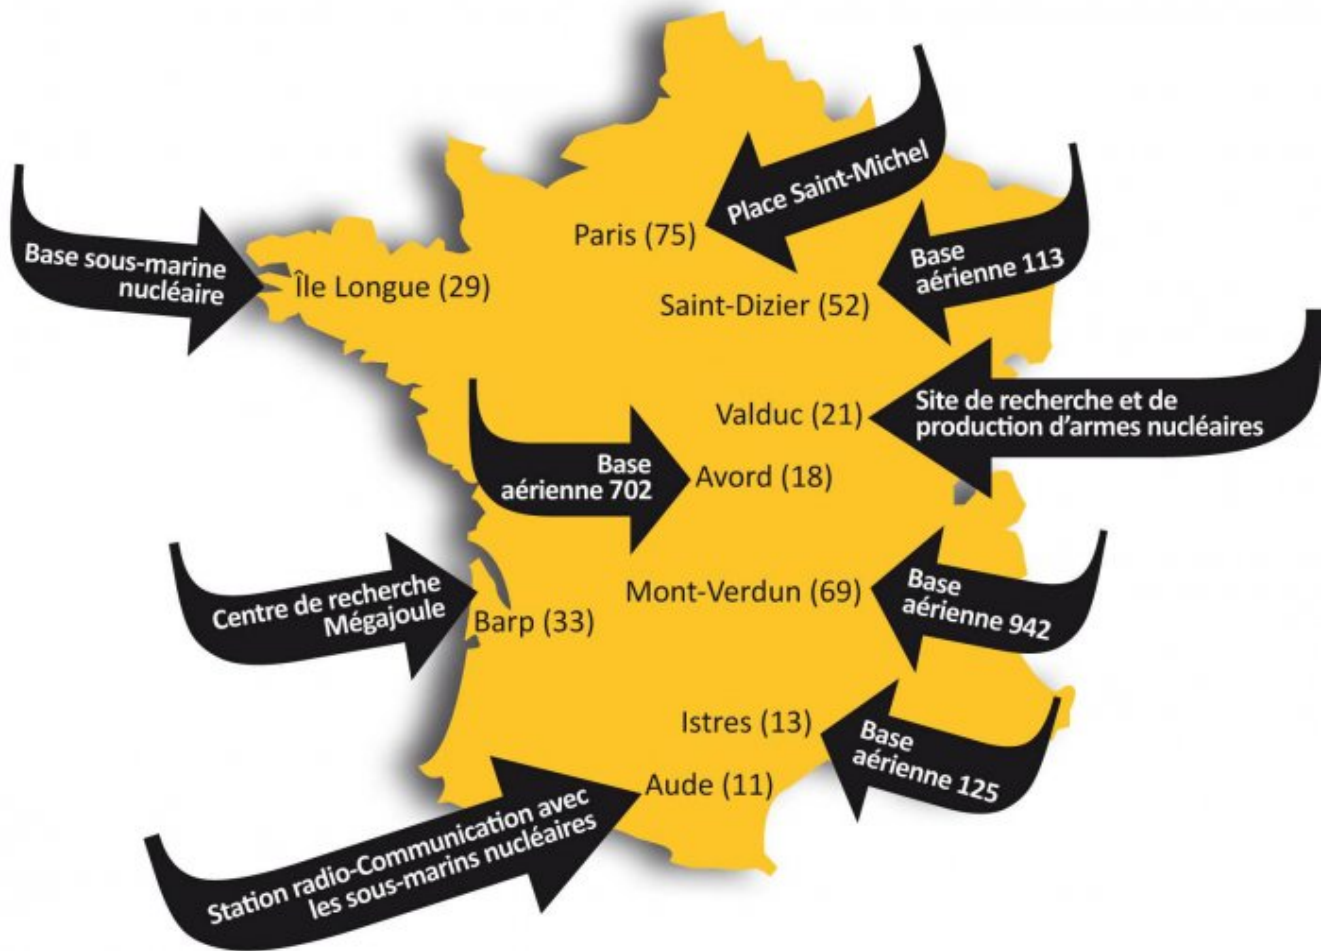 Place Saint-Michel
Paris (75)
Base sous-marine
nucléaire
Île Longue (29)
Base
aérienne 113
Saint-Dizier (52)
Valduc (21)
Site de recherche et de
production d'armes nucléaires
Base
aérienne 702
Avord (18)
Centre de recherche
Mégajoule
Barp (33)
Mont-Verdun (69)
Base
aérienne 942
Istres (13)
Base
aérienne 125
Aude (11)
Station radio-Communication avec
les sous-marins nucléaires